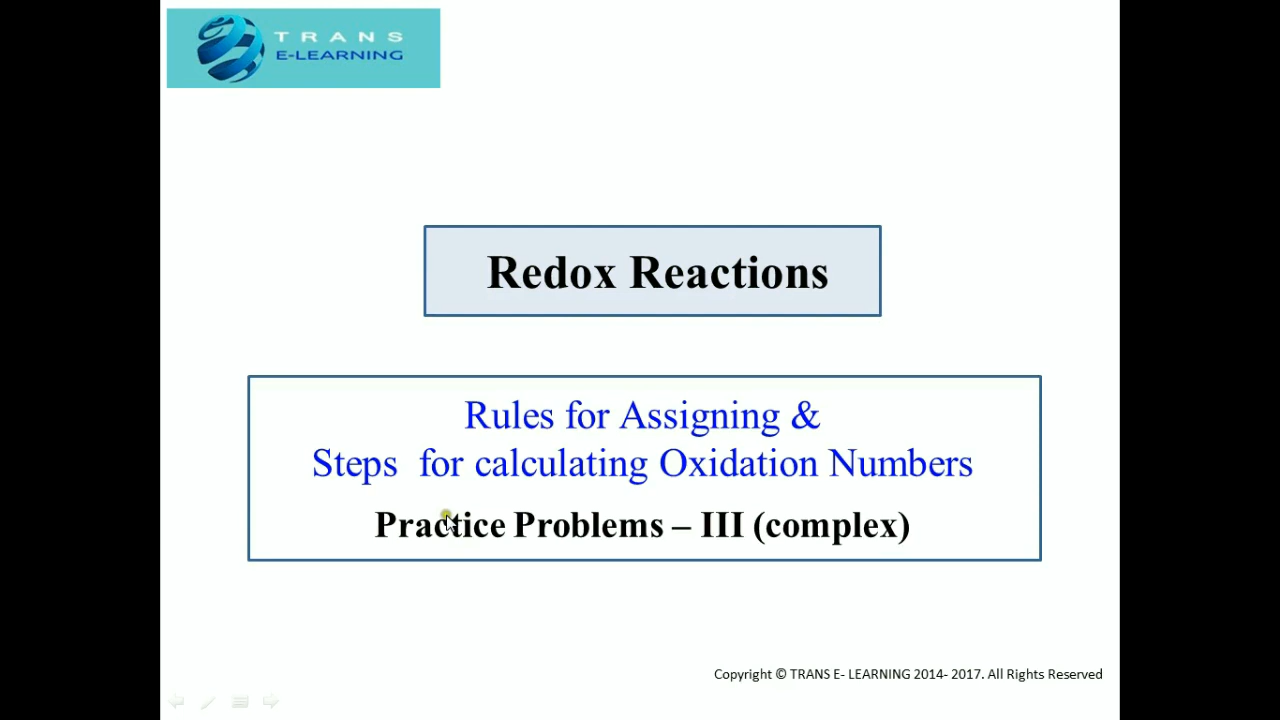 TRANS
E-LEARNING
Redox Reactions
Rules for Assigning &
Steps for calculating Oxidation Numbers
Practice Problems – III (complex)
Copyright © TRANS E- LEARNING 2014- 2017. All Rights Reserved